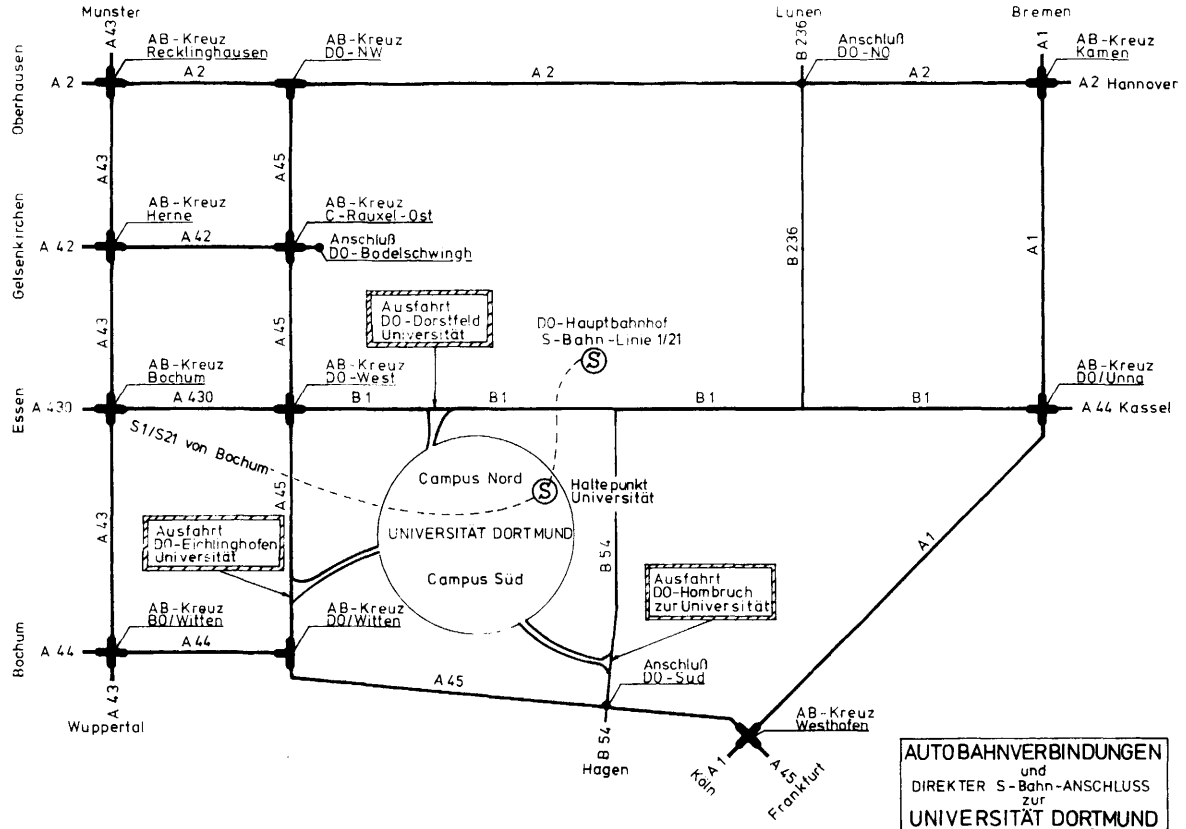 Munster
Lunen
Bremen
A 43
AB-Kreuz
Recklinghausen
AB-Kreuz
DO-NW
B 236
Anschluß
DO-NO
A 1
AB-Kreuz
Kamen
Oberhausen
A 2
A 2
A 2
A 2
A 2 Hannover
A 43
A 45
AB-Kreuz
Herne
AB-Kreuz
C-Rauxel-Ost
Gelsenkirchen
A 42
A 42
Anschluß
DO-Bodelschwingh
B 236
A 1
A 43
A 45
Ausfahrt
DO-Dorstfeld
Universität
DO-Hauptbahnhof
S-Bahn-Linie 1/21
S
AB-Kreuz
Bochum
AB-Kreuz
DO-West
AB-Kreuz
DO/Unna
Essen
A 430
A 430
B 1
B 1
B 1
B 1
A 44 Kassel
S1/S21 von Bochum
A 45
Campus Nord
S
Haltepunkt
Universität
A 43
Ausfahrt
DO-Eichlinghofen
Universität
UNIVERSITÄT DORTMUND
Campus Süd
B 54
A 1
Ausfahrt
DO-Hombruch
zur Universität
AB-Kreuz
BO/Witten
AB-Kreuz
DO/Witten
Bochum
A 44
A 44
A 45
Anschluß
DO-Sud
A 43
Wuppertal
B 54
Hagen
AB-Kreuz
Westhofen
A 1
Köln
A 45
Frankfurt
AUTOBAHNVERBINDUNGEN
und
DIREKTER S-Bahn-ANSCHLUSS
zur
UNIVERSITÄT DORTMUND